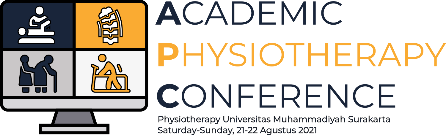 ACADEMIC
PHYSIOTHERAPY
CONFERENCE
Physiotherapy Universitas Muhammadiyah Surakarta
Saturday-Sunday, 21-22 Agustus 2021